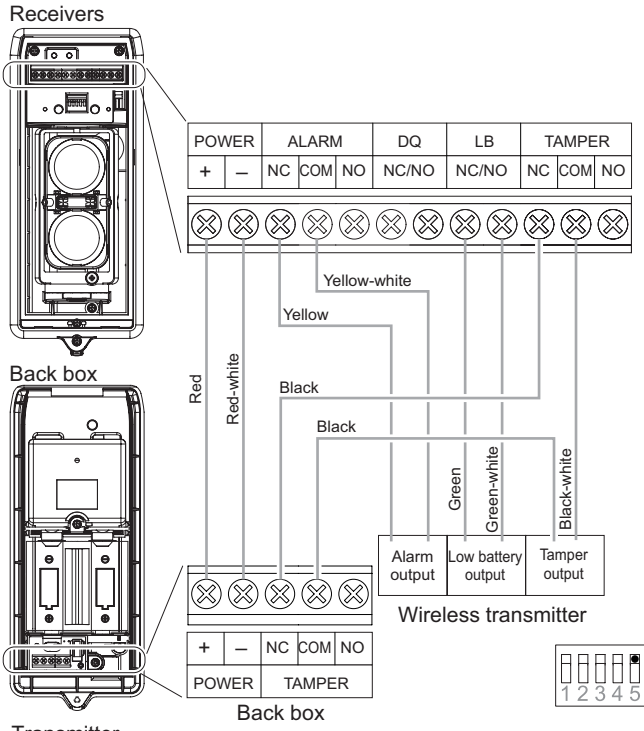 Receivers
POWER ALARM DQ LB TAMPER
+ – NC COM NO NC/NO NC/NO NC COM NO
Yellow-white
Yellow
Red
Red-white
Black
Black
Green
Green-white
Black-white
Back box
Alarm output
Low battery output
Tamper output
Wireless transmitter
+ – NC COM NO
POWER TAMPER
Back box
1 2 3 4 5
Transmitter